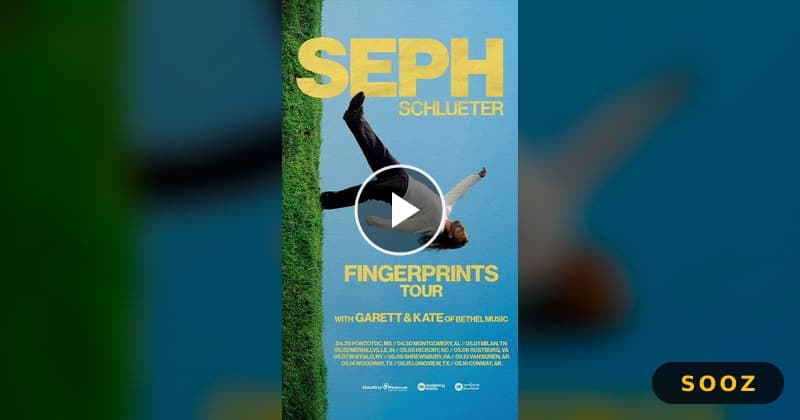 SEPH
SCHLUETER
FINGERPRINTS
TOUR
WITH GARETT & KATE OF BETHEL MUSIC
04.29 PONTOTOC, MS / 04.30 MONTGOMERY, AL / 05.01 MILAN, TN
05.03 MERRILLVILLE, IN / 05.05 HICKORY, NC / 05.06 RUSTBURG, VA
05.07 BUFFALO, NY / 05.09 SHREWSBURY, PA / 05.13 VAN BUREN, AR
05.14 WOODWAY, TX / 05.15 LONGVIEW, TX / 05.16 CONWAY, AR
Destiny Rescue
SOOZ